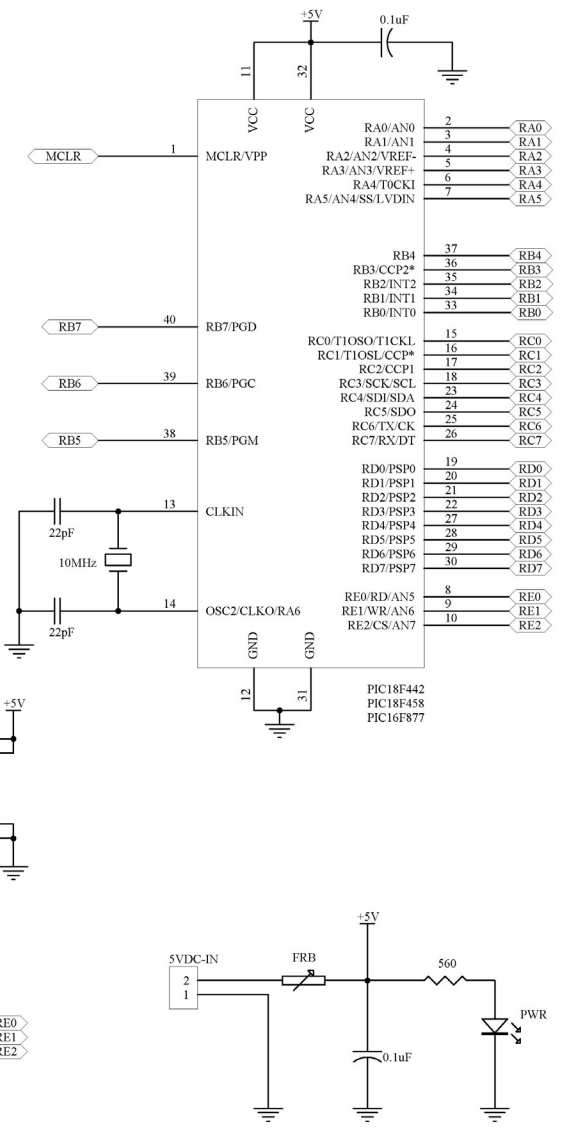 +5V
0.1uF
11
32
VCC
VCC
MCLR
1
MCLR/VPP
RA0/AN0
2
RA0
RA1/AN1
3
RA1
RA2/AN2/VREF-
4
RA2
RA3/AN3/VREF+
5
RA3
RA4/T0CKI
6
RA4
RA5/AN4/SS/LVDIN
7
RA5
RB4
37
RB4
RB3/CCP2*
36
RB3
RB2/INT2
35
RB2
RB1/INT1
34
RB1
RB0/INT0
33
RB0
RB7
40
RB7/PGD
RC0/T1OSO/T1CKL
15
RC0
RC1/T1OSL/CCP*
16
RC1
RC2/CCP1
17
RC2
RB6
39
RB6/PGC
RC3/SCK/SCL
18
RC3
RC4/SDI/SDA
23
RC4
RC5/SDO
24
RC5
RC6/TX/CK
25
RC6
RB5
38
RB5/PGM
RC7/RX/DT
26
RC7
RD0/PSP0
19
RD0
RD1/PSP1
20
RD1
RD2/PSP2
21
RD2
13
CLKIN
RD3/PSP3
22
RD3
22pF
RD4/PSP4
27
RD4
RD5/PSP5
28
RD5
10MHz
RD6/PSP6
29
RD6
RD7/PSP7
30
RD7
RE0/RD/AN5
8
RE0
14
OSC2/CLKO/RA6
RE1/WR/AN6
9
RE1
22pF
RE2/CS/AN7
10
RE2
GND
GND
12
31
PIC18F442
PIC18F458
PIC16F877
+5V
+5V
5VDC-IN
FRB
560
2
1
PWR
0.1uF
RE0
RE1
RE2